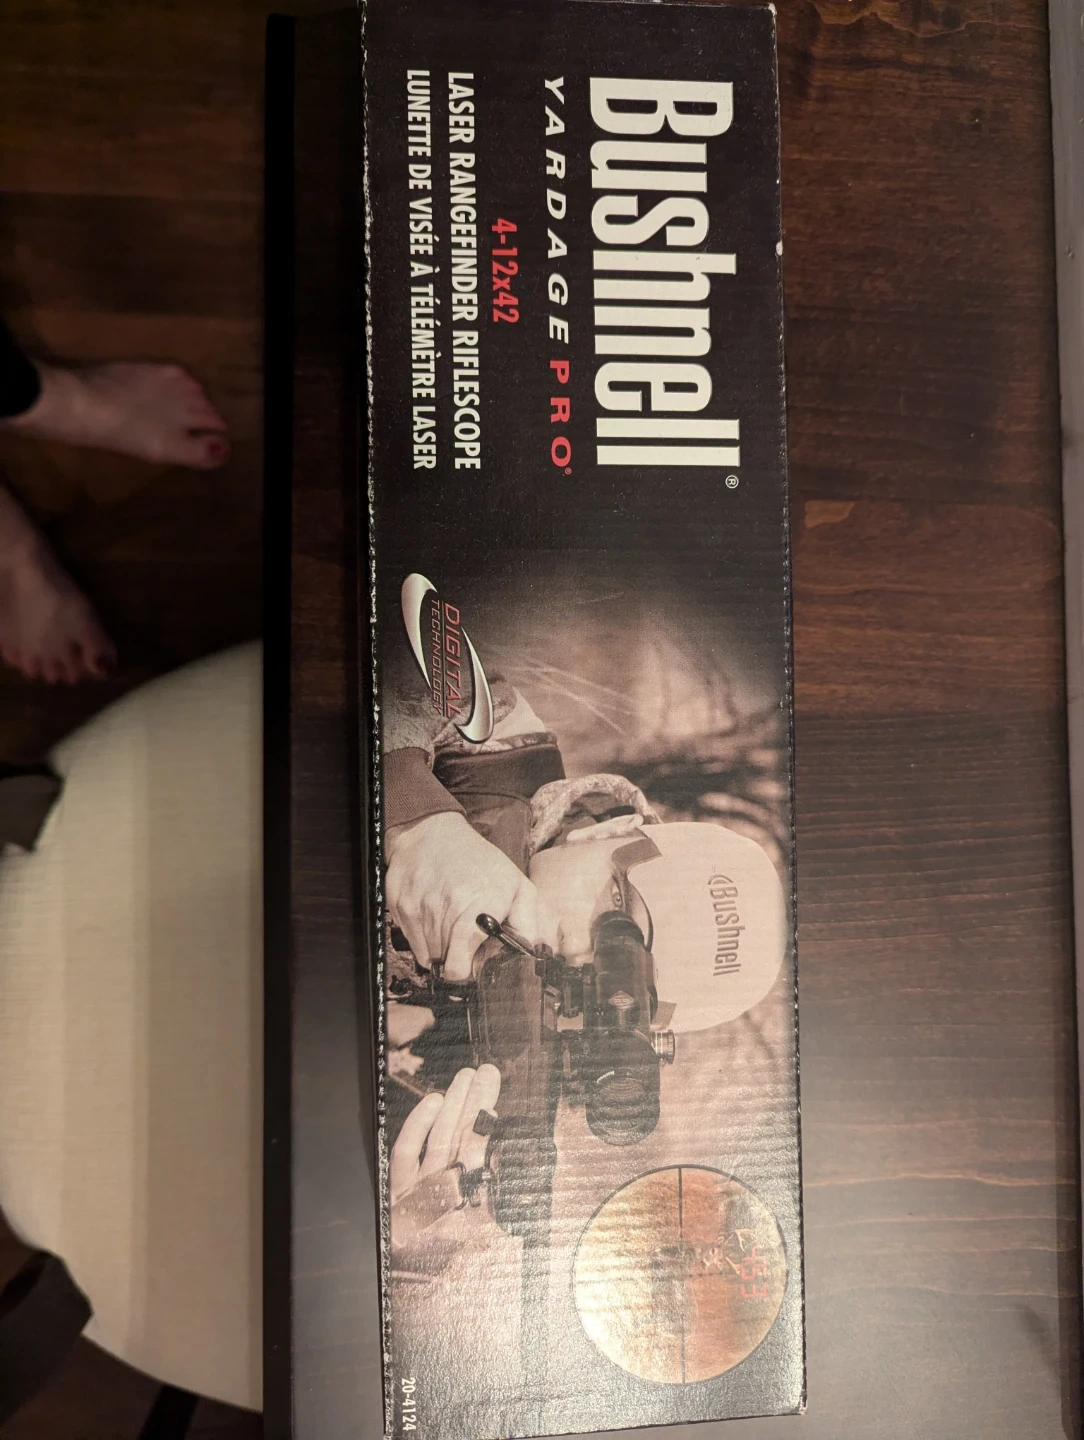 Bushnell®
YARDAGE PRO®
4-12x42
LASER RANGEFINDER RIFLESCOPE
LUNETTE DE VISÉE À TÉLÉMÈTRE LASER
DIGITAL
TECHNOLOGY
Bushnell
20-4124